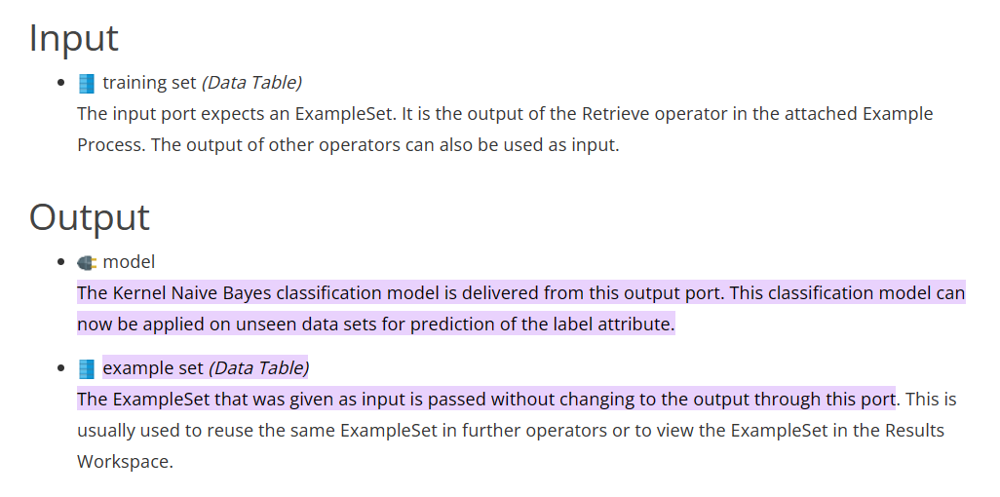 Input
training set (Data Table)
The input port expects an ExampleSet. It is the output of the Retrieve operator in the attached Example
Process. The output of other operators can also be used as input.
Output
model
The Kernel Naive Bayes classification model is delivered from this output port. This classification model can
now be applied on unseen data sets for prediction of the label attribute.
example set (Data Table)
The ExampleSet that was given as input is passed without changing to the output through this port. This is
usually used to reuse the same ExampleSet in further operators or to view the ExampleSet in the Results
Workspace.